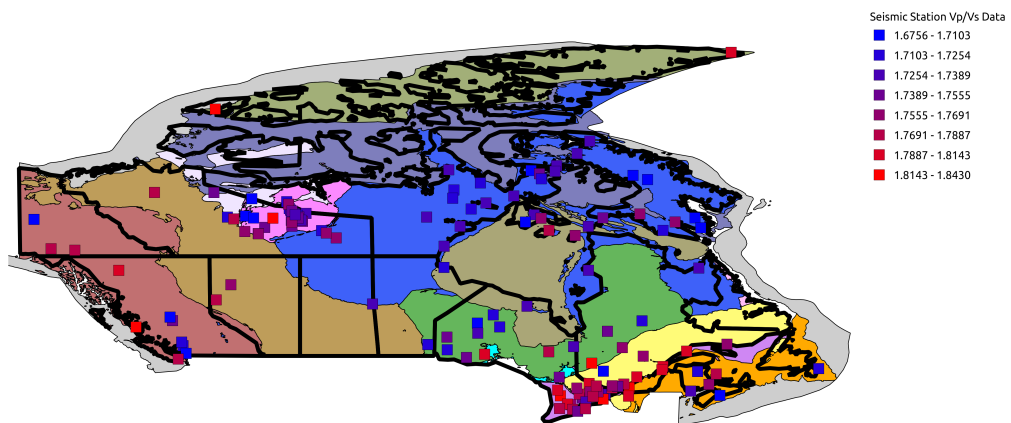 Seismic Station Vp/Vs Data
1.6756 - 1.7103
1.7103 - 1.7254
1.7254 - 1.7389
1.7389 - 1.7555
1.7555 - 1.7691
1.7691 - 1.7887
1.7887 - 1.8143
1.8143 - 1.8430